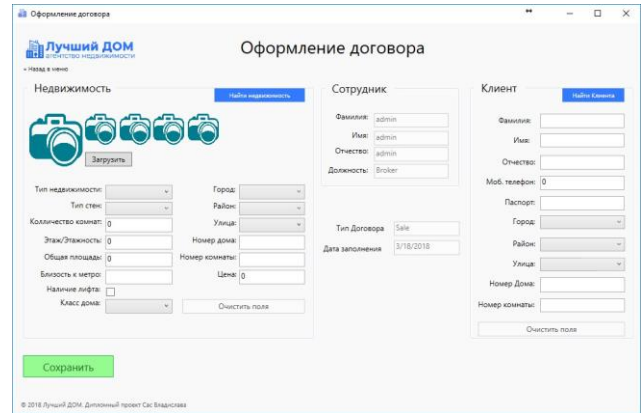 Оформление договора
Лучший ДОМ
агентство недвижимости
Оформление договора
« Назад в меню
Недвижимость
Найти недвижимость
Загрузить
Тип недвижимости:
Город:
Тип стен:
Район:
Колличество комнат: 0
Улица:
Этаж/Этажность: 0
Номер дома:
Общая площадь: 0
Номер комнаты:
Близость к метро:
Цена: 0
Наличие лифта:
Класс дома:
Очистить поля
Сотрудник
Фамилия: admin
Имя: admin
Отчество: admin
Должность: Broker
Тип Договора Sale
Дата заполнения 3/18/2018
Клиент
Найти Клиента
Фамилия:
Имя:
Отчество:
Моб. телефон: 0
Паспорт:
Город:
Район:
Улица:
Номер Дома:
Номер комнаты:
Очистить поля
Сохранить
© 2018 Лучший ДОМ. Дипломный проект Сас Владислава